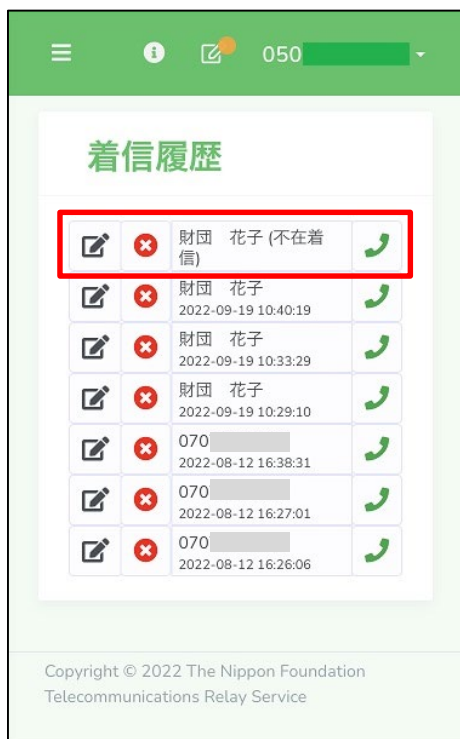 050
着信履歴
財団　花子 (不在着
信)
財団　花子
2022-09-19 10:40:19
財団　花子
2022-09-19 10:33:29
財団　花子
2022-09-19 10:29:10
070
2022-08-12 16:38:31
070
2022-08-12 16:27:01
070
2022-08-12 16:26:06
Copyright © 2022 The Nippon Foundation
Telecommunications Relay Service